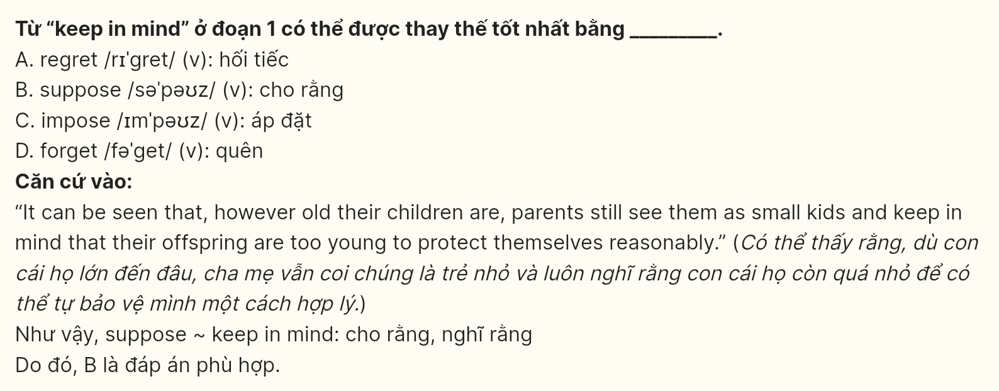 Từ “keep in mind” ở đoạn 1 có thể được thay thế tốt nhất bằng _________.
A. regret /rɪˈɡret/ (v): hối tiếc
B. suppose /səˈpəʊz/ (v): cho rằng
C. impose /ɪmˈpəʊz/ (v): áp đặt
D. forget /fəˈɡet/ (v): quên
Căn cứ vào:
“It can be seen that, however old their children are, parents still see them as small kids and keep in
mind that their offspring are too young to protect themselves reasonably.” (Có thể thấy rằng, dù con
cái họ lớn đến đâu, cha mẹ vẫn coi chúng là trẻ nhỏ và luôn nghĩ rằng con cái họ còn quá nhỏ để có
thể tự bảo vệ mình một cách hợp lý.)
Như vậy, suppose ~ keep in mind: cho rằng, nghĩ rằng
Do đó, B là đáp án phù hợp.